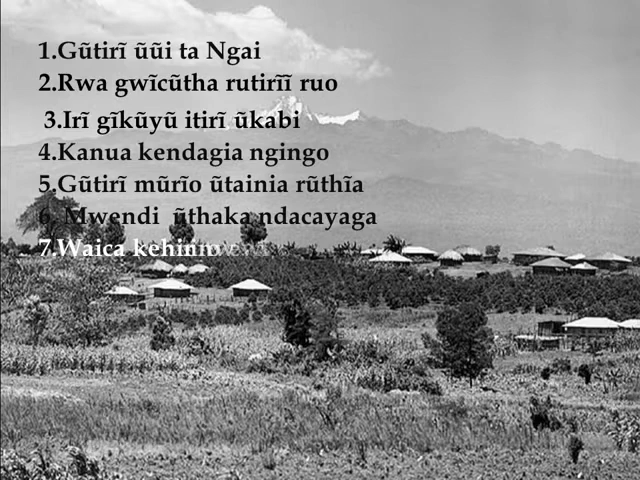 1.Gũtirĩ ũũi ta Ngai
2.Rwa gwĩcũtha rutirĩĩ ruo
3.Irĩ gĩkũyũ itirĩ ũkabi
4.Kanua kendagia ngingo
5.Gũtirĩ mũrĩo ũtainia rũthĩa
6. Mwendi ũthaka ndacayaga
7.Waica